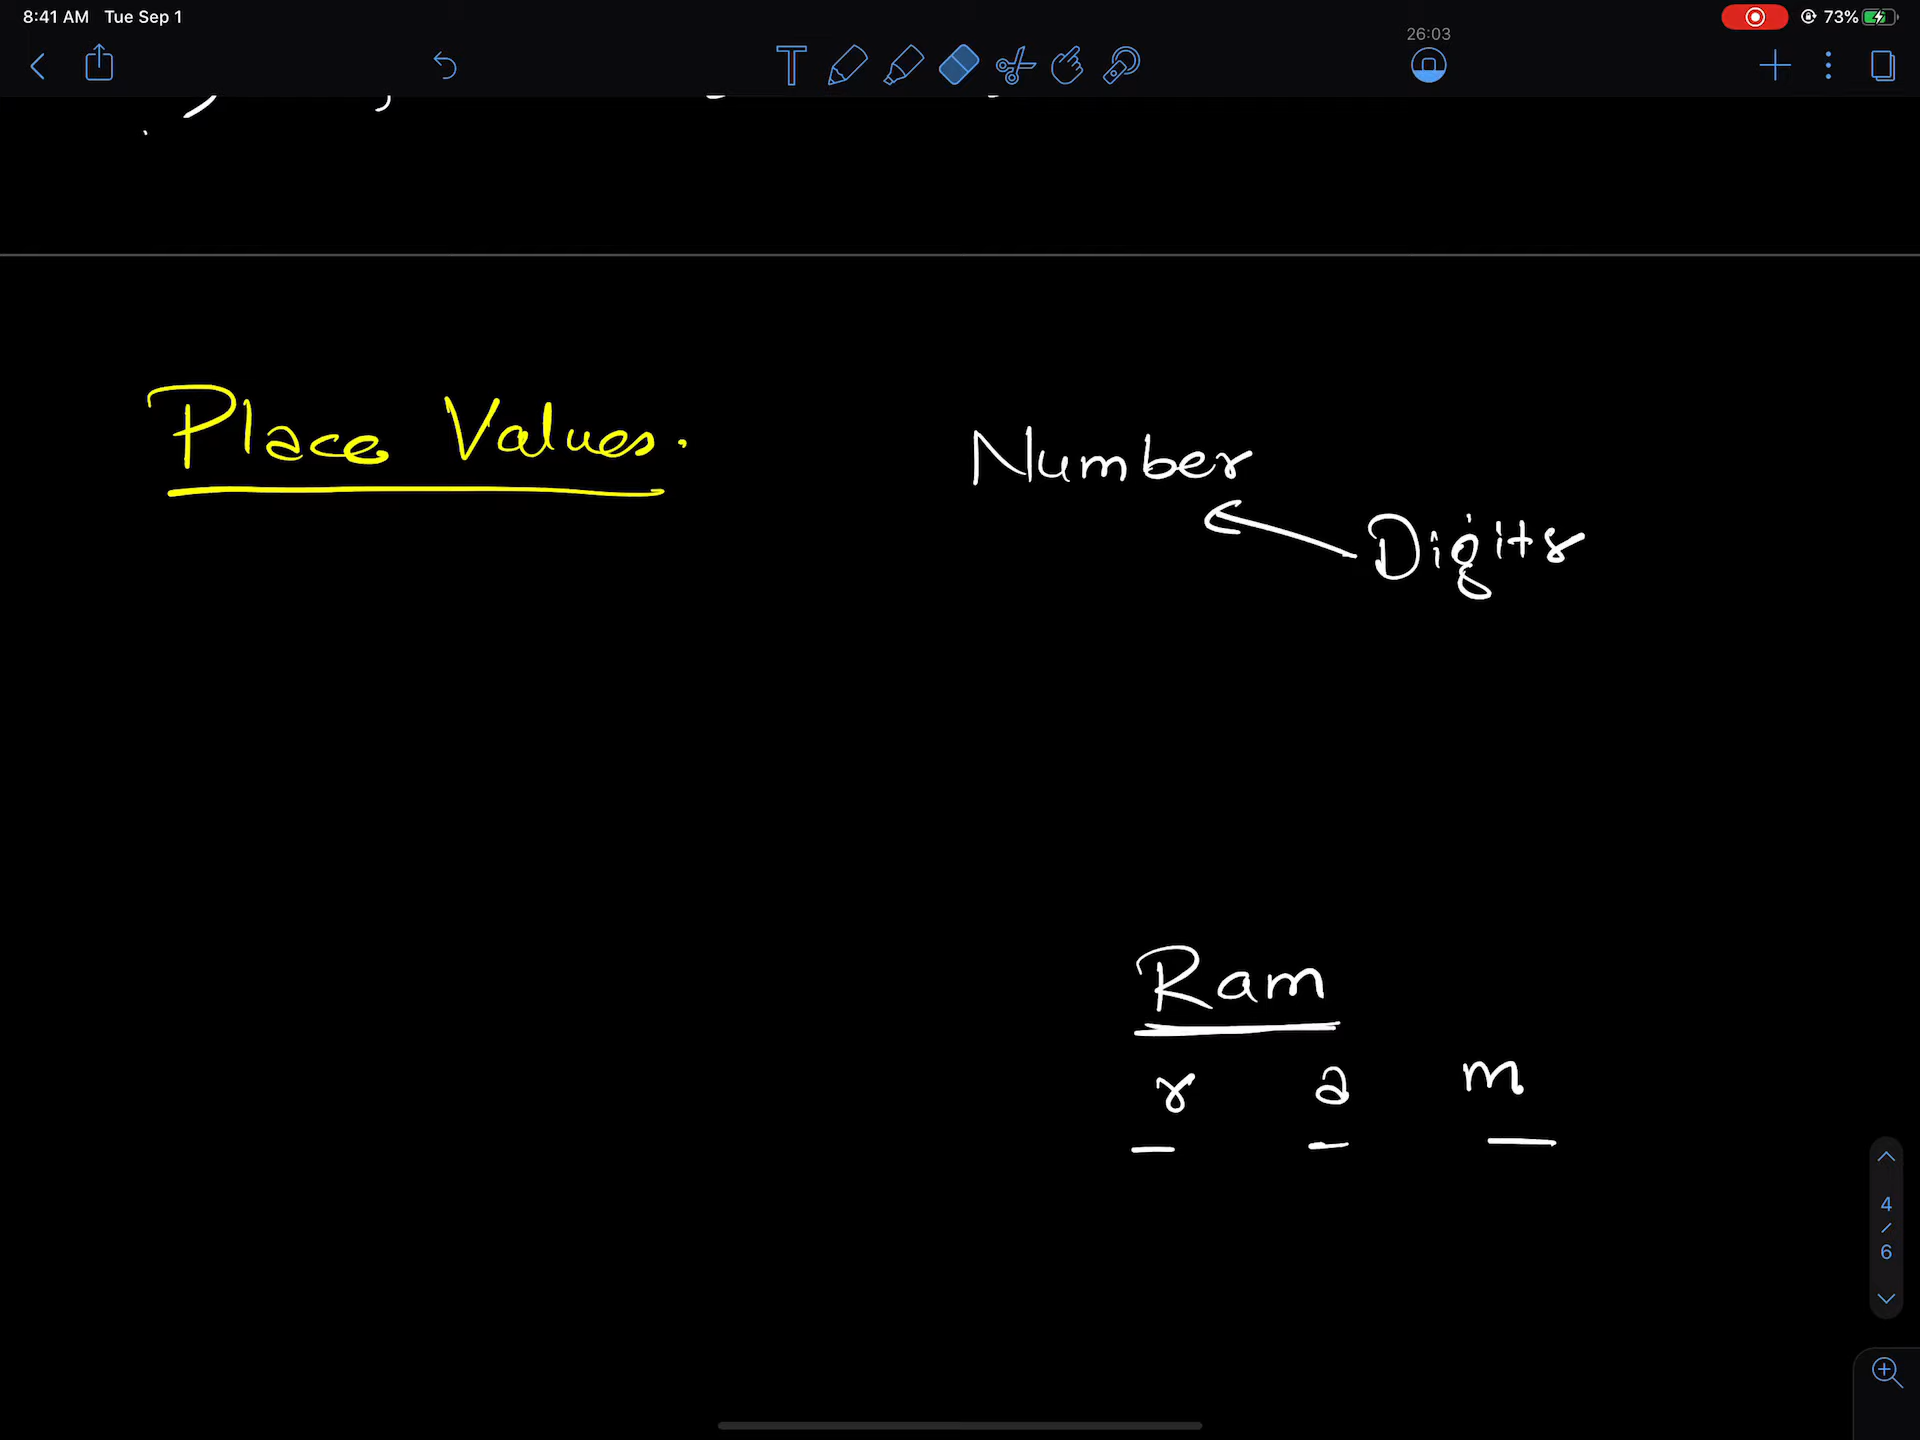 8:41 AM Tue Sep 1
73%
26:03
Place Values.
Number
Digits
Ram
r a m
4
/
6